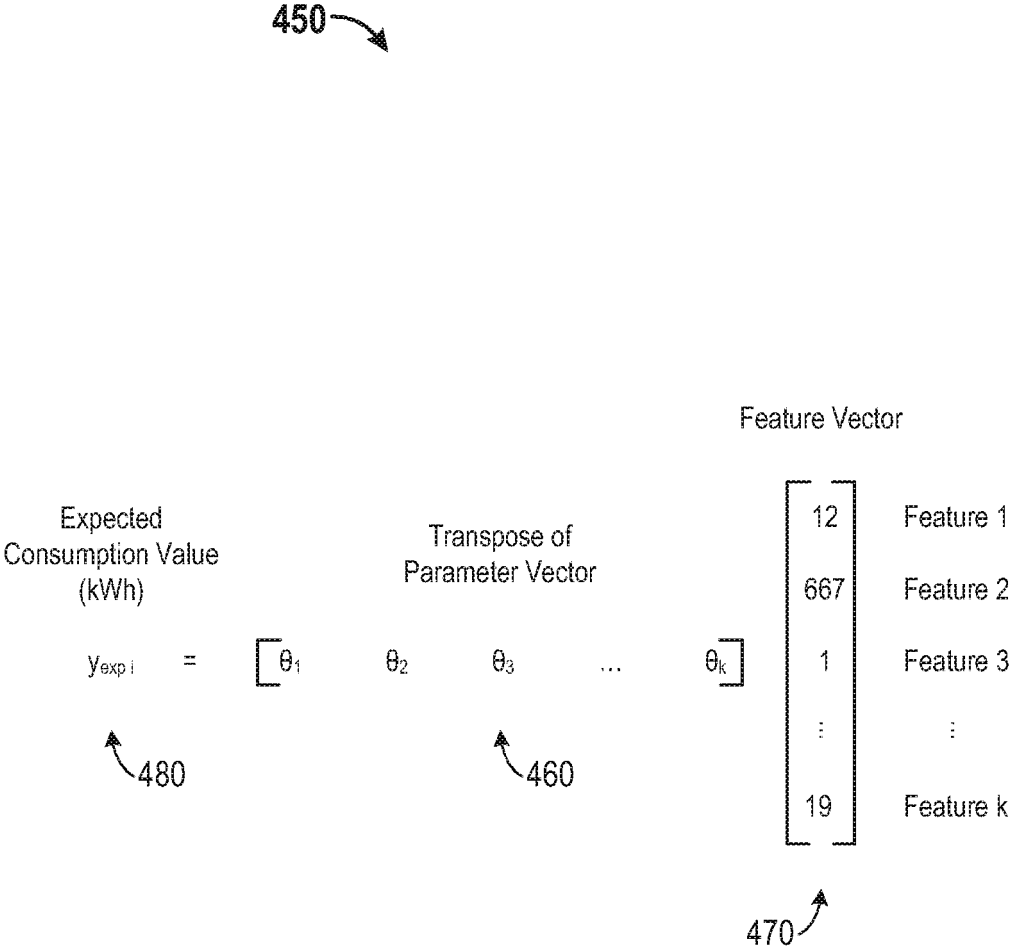 450
Feature Vector
Expected
Consumption Value
(kWh)
Transpose of
Parameter Vector
12 Feature 1
667 Feature 2
y_exp i = [ θ₁ θ₂ θ₃ ... θₖ ] 1 Feature 3
⋮ ⋮
19 Feature k
480
460
470